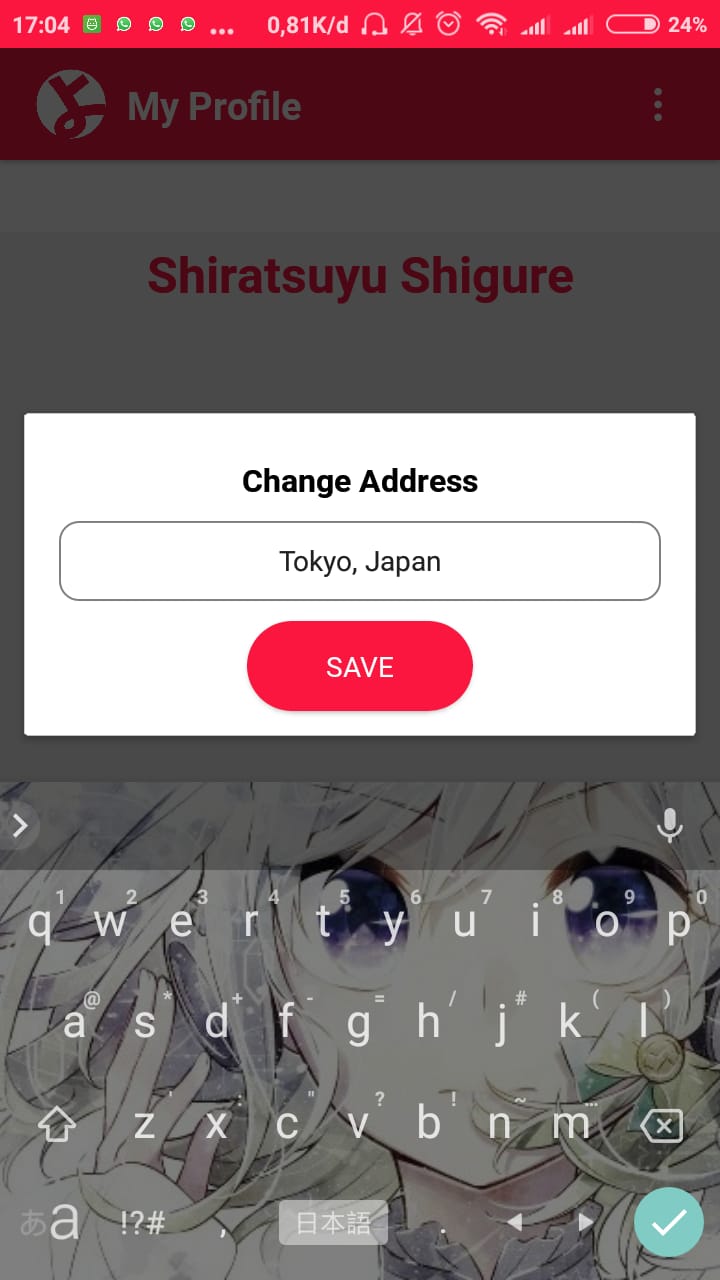 17:04 ... 0,81K/d 24%
My Profile
Shiratsuyu Shigure
Change Address
Tokyo, Japan
SAVE
1 2 3 4 5 6 7 8 9 0
q w e r t y u i o p
@ * + - = / # ( )
a s d f g h j k l
' : " ? ! ~ …
z x c v b n m
あa !?# , 日本語 .